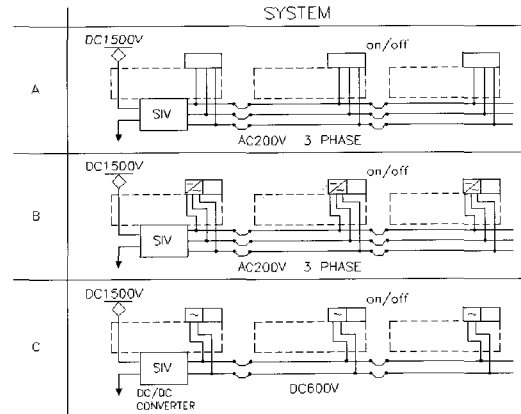 SYSTEM
DC1500V
on/off
A
SIV
AC200V 3 PHASE
DC1500V
on/off
B
SIV
AC200V 3 PHASE
DC1500V
on/off
~ ~ ~
C
SIV
DC600V
DC/DC
CONVERTER